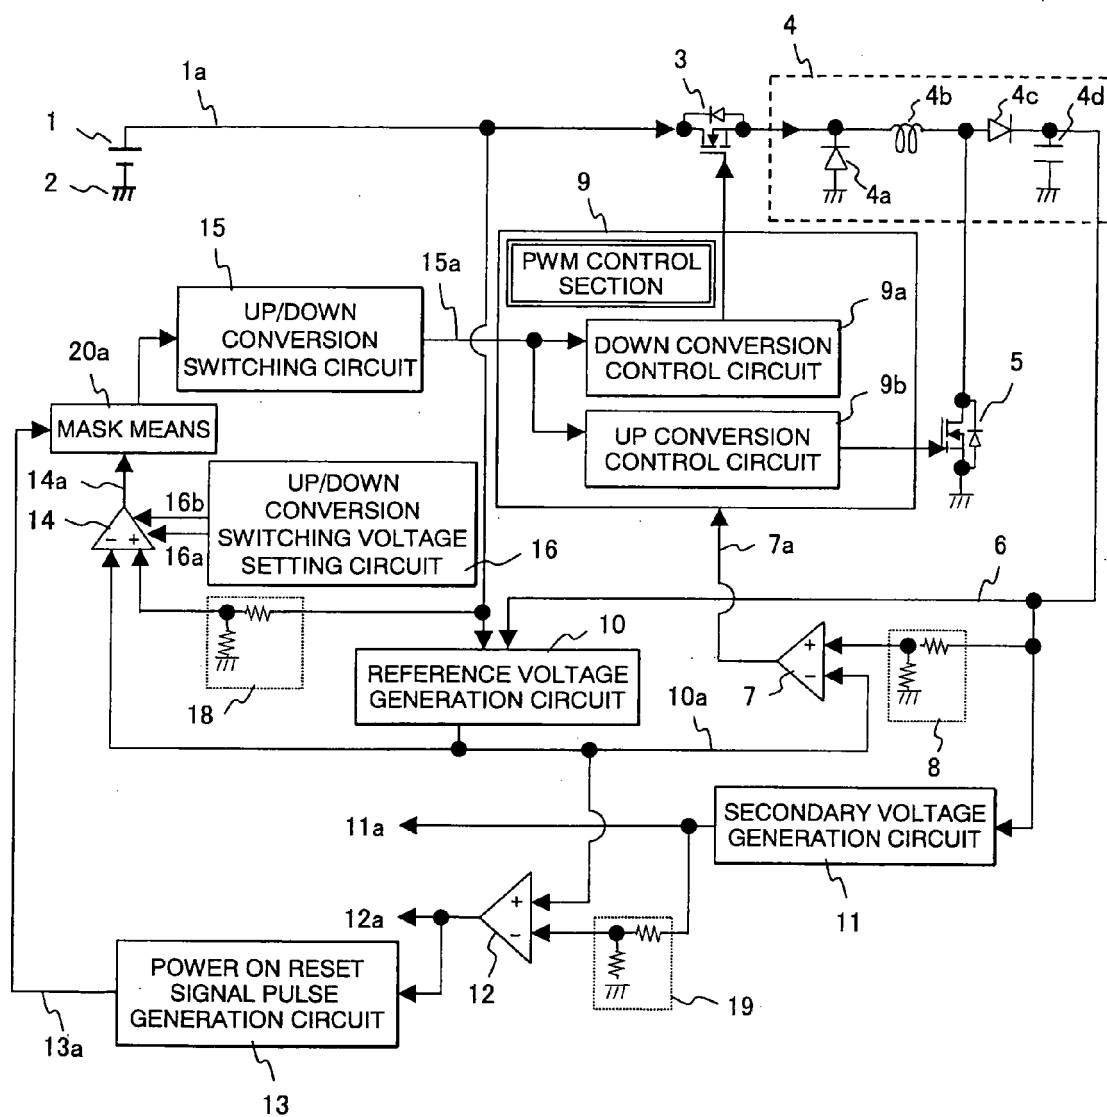 4
1a
3
4b
4c
4d
1
2
4a
9
15
15a
PWM CONTROL
SECTION
9a
UP/DOWN
CONVERSION
SWITCHING CIRCUIT
DOWN CONVERSION
CONTROL CIRCUIT
20a
9b
5
MASK MEANS
UP CONVERSION
CONTROL CIRCUIT
14a
16b
14
16a
- +
UP/DOWN
CONVERSION
SWITCHING VOLTAGE
SETTING CIRCUIT
16
7a
6
10
+
-
7
18
REFERENCE VOLTAGE
GENERATION CIRCUIT
10a
8
11a
SECONDARY VOLTAGE
GENERATION CIRCUIT
11
12a
+
-
12
POWER ON RESET
SIGNAL PULSE
GENERATION CIRCUIT
19
13a
13